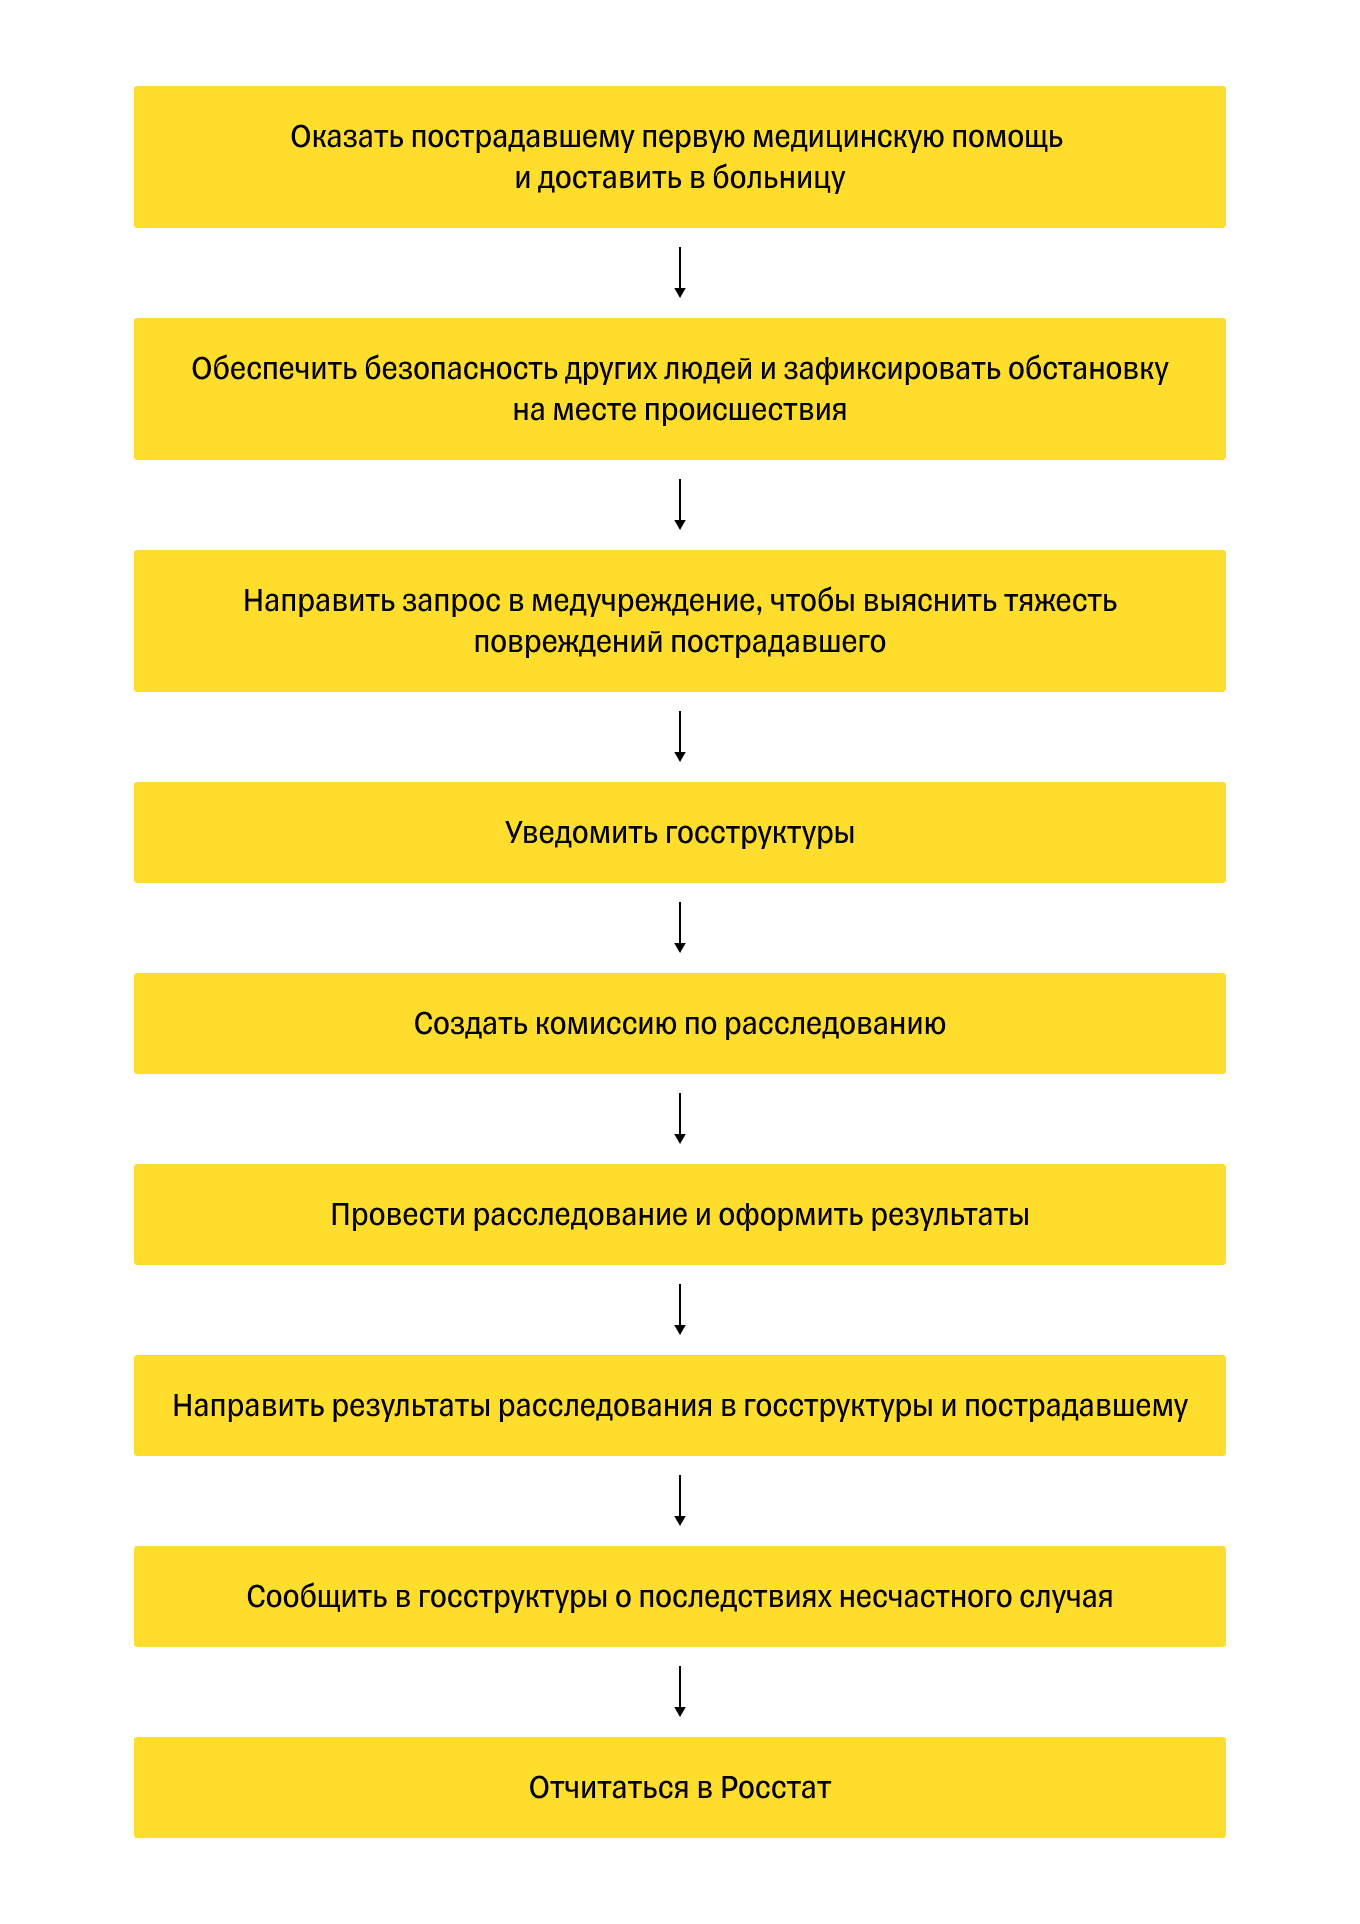 Оказать пострадавшему первую медицинскую помощь
и доставить в больницу
Обеспечить безопасность других людей и зафиксировать обстановку
на месте происшествия
Направить запрос в медучреждение, чтобы выяснить тяжесть
повреждений пострадавшего
Уведомить госструктуры
Создать комиссию по расследованию
Провести расследование и оформить результаты
Направить результаты расследования в госструктуры и пострадавшему
Сообщить в госструктуры о последствиях несчастного случая
Отчитаться в Росстат